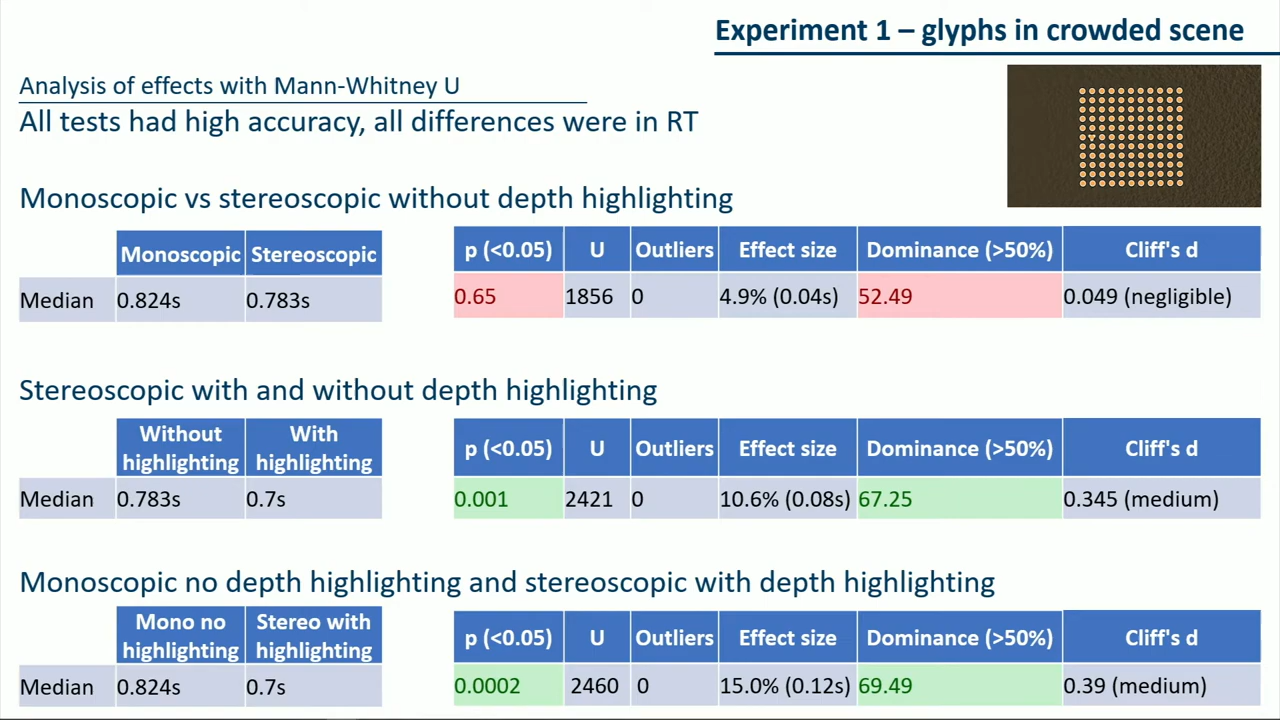 Experiment 1 – glyphs in crowded scene
Analysis of effects with Mann-Whitney U
All tests had high accuracy, all differences were in RT
Monoscopic vs stereoscopic without depth highlighting
Monoscopic Stereoscopic
Median 0.824s 0.783s
p (<0.05) U Outliers Effect size Dominance (>50%) Cliff's d
0.65 1856 0 4.9% (0.04s) 52.49 0.049 (negligible)
Stereoscopic with and without depth highlighting
Without highlighting With highlighting
Median 0.783s 0.7s
p (<0.05) U Outliers Effect size Dominance (>50%) Cliff's d
0.001 2421 0 10.6% (0.08s) 67.25 0.345 (medium)
Monoscopic no depth highlighting and stereoscopic with depth highlighting
Mono no highlighting Stereo with highlighting
Median 0.824s 0.7s
p (<0.05) U Outliers Effect size Dominance (>50%) Cliff's d
0.0002 2460 0 15.0% (0.12s) 69.49 0.39 (medium)